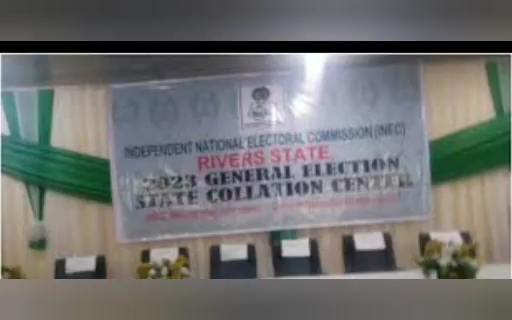 INDEPENDENT NATIONAL ELECTORAL COMMISSION (INEC)
RIVERS STATE
2023 GENERAL ELECTION
STATE COLLATION CENTER